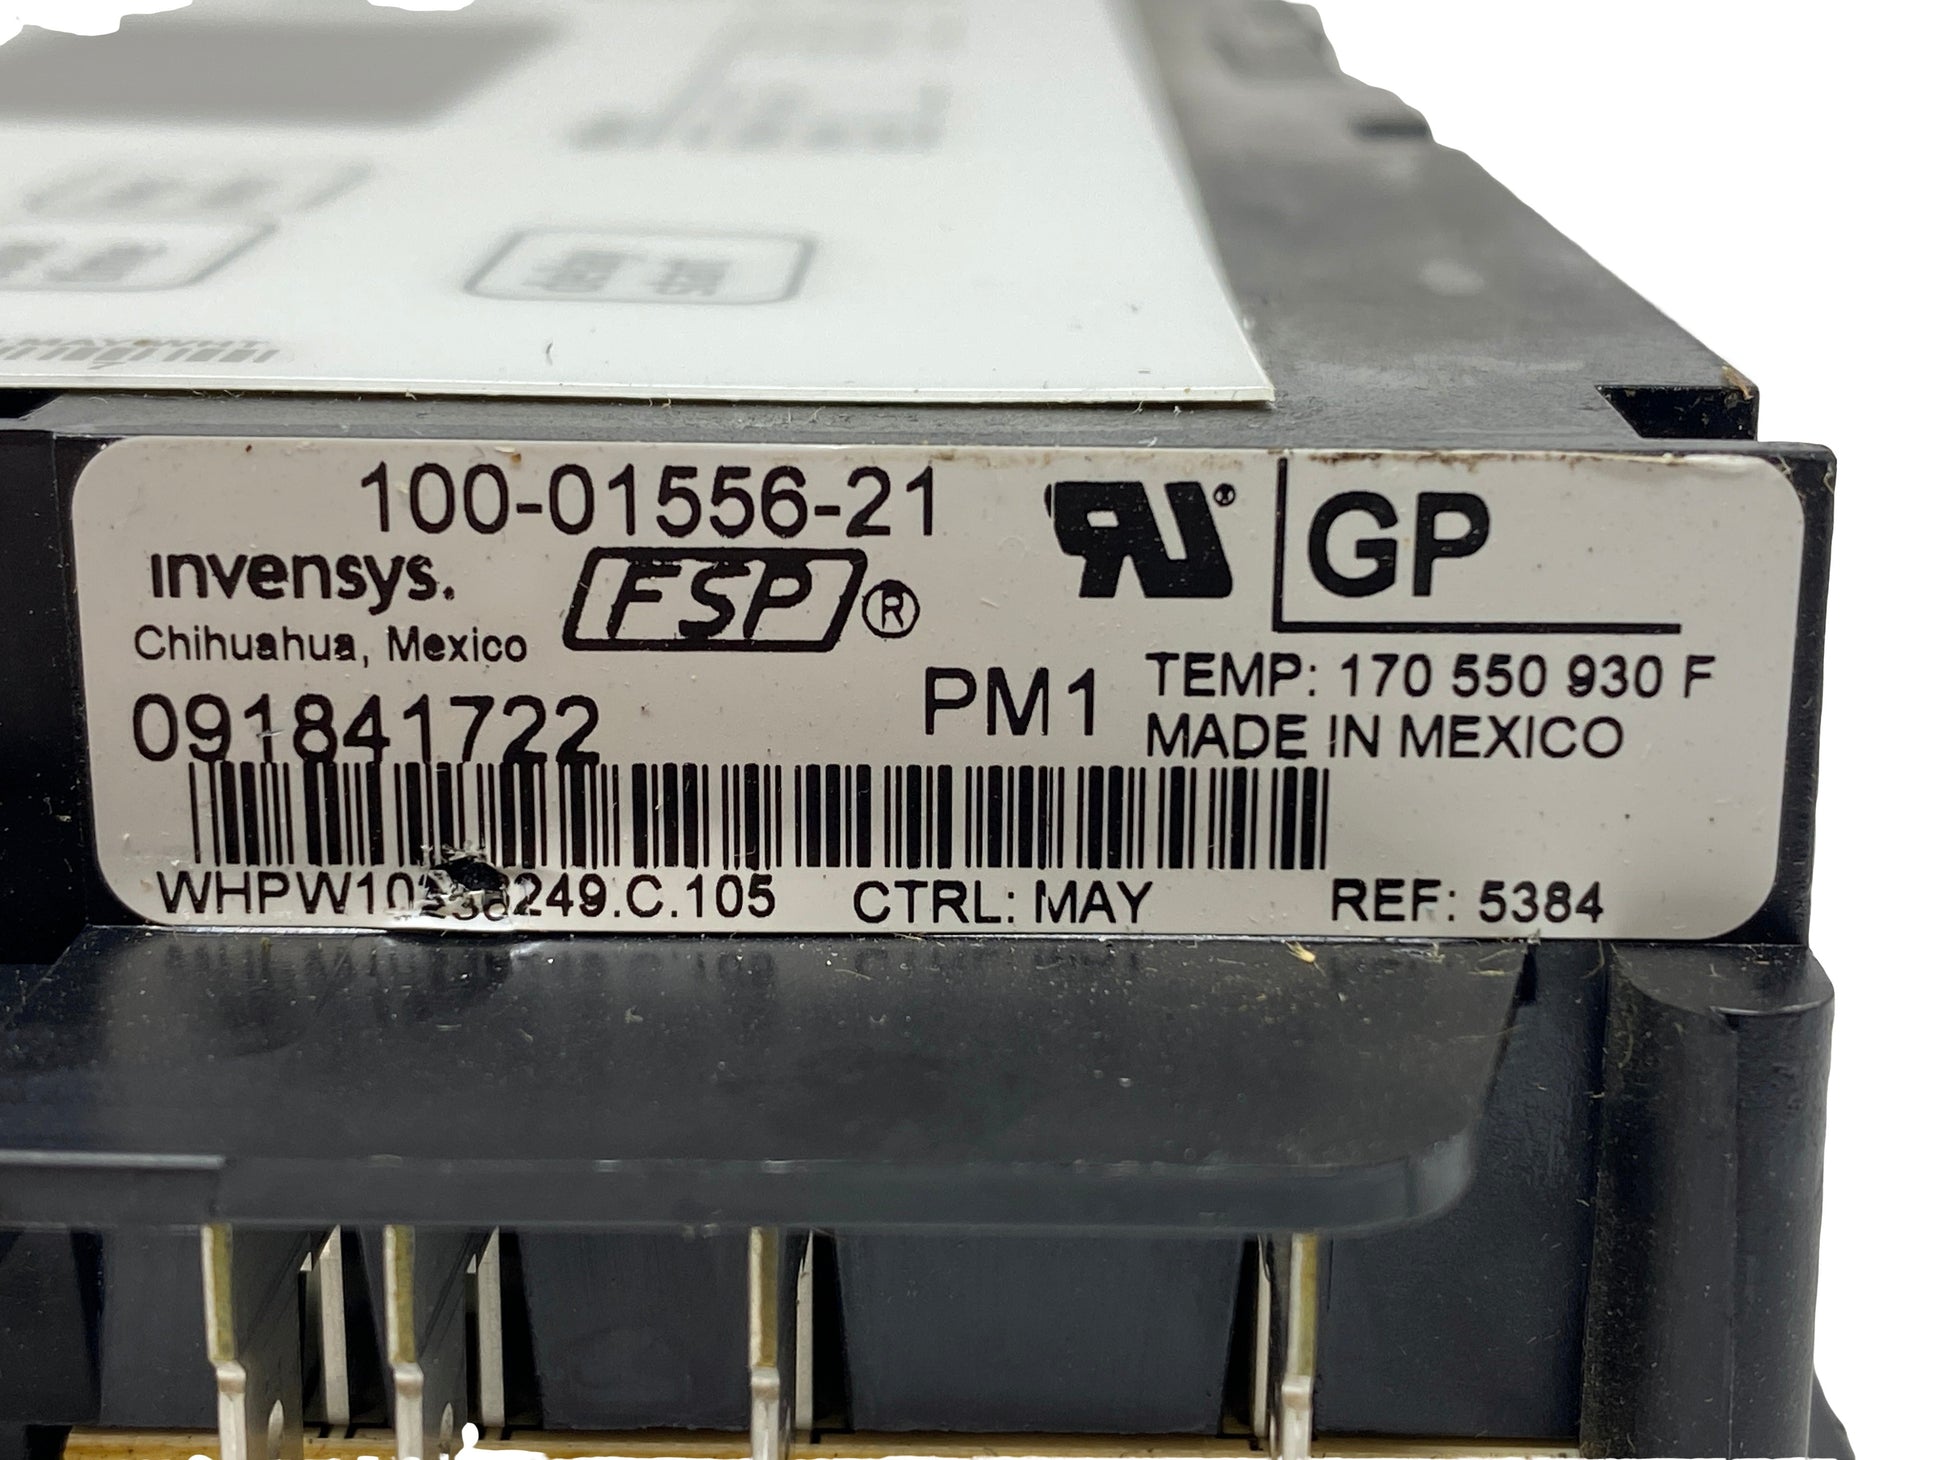 100-01556-21
invensys.
FSP®
Chihuahua, Mexico
091841722
PM1
GP
TEMP: 170 550 930 F
MADE IN MEXICO
CTRL: MAY
REF: 5384